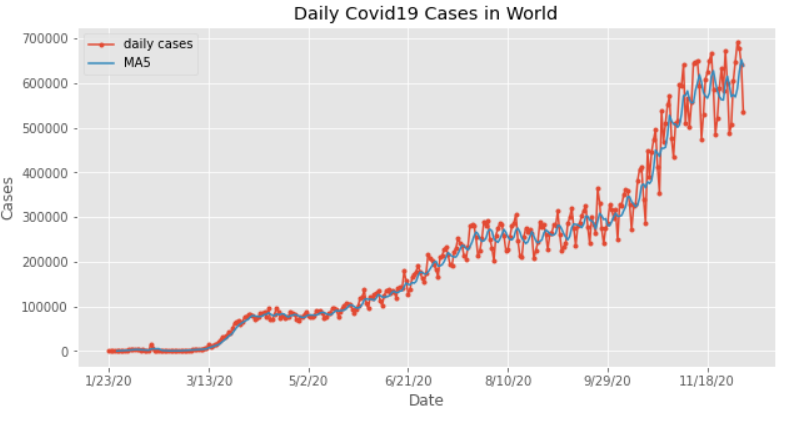 Daily Covid19 Cases in World
700000
600000
500000
400000
300000
200000
100000
0
Cases
daily cases
MA5
1/23/20 3/13/20 5/2/20 6/21/20 8/10/20 9/29/20 11/18/20
Date